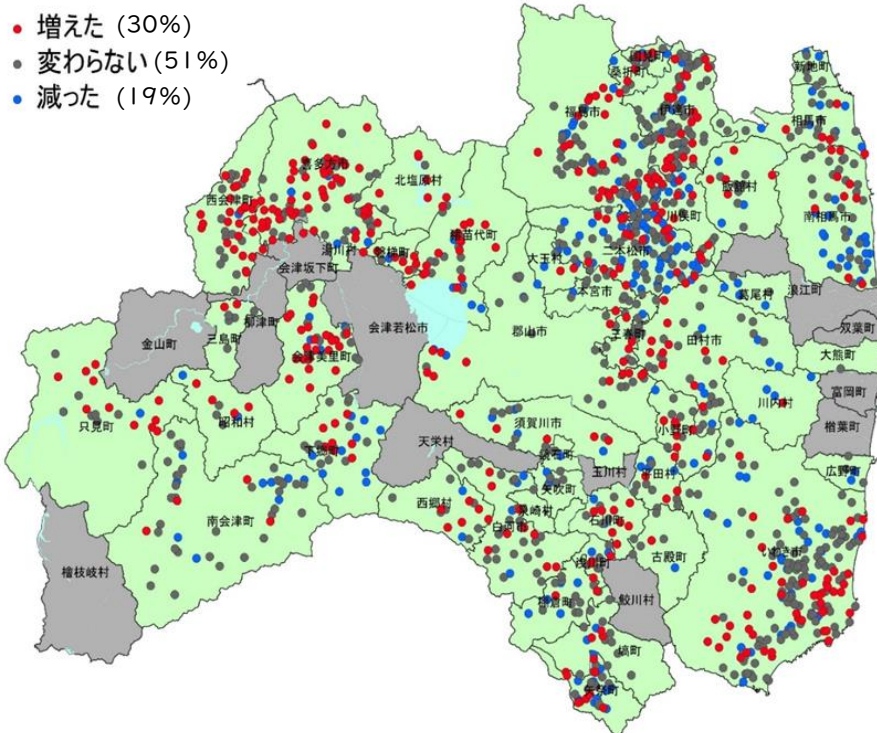 増えた (30%)
変わらない (51%)
減った (19%)
国見町
桑折町
新地町
福島市
伊達市
相馬市
喜多方市
北塩原村
西会津町
飯舘村
川俣町
南相馬市
猪苗代町
湯川村
磐梯町
大玉村
二本松市
会津坂下町
本宮市
葛尾村
浪江町
会津若松市
柳津町
郡山市
三春町
双葉町
金山町
三島町
田村市
会津美里町
大熊町
富岡町
川内村
只見町
昭和村
須賀川市
小野町
楢葉町
下郷町
天栄村
鏡石町
玉川村
平田村
広野町
矢吹町
西郷村
泉崎村
南会津町
白河市
石川町
いわき市
古殿町
浅川町
檜枝岐村
棚倉町
鮫川村
塙町
矢祭町